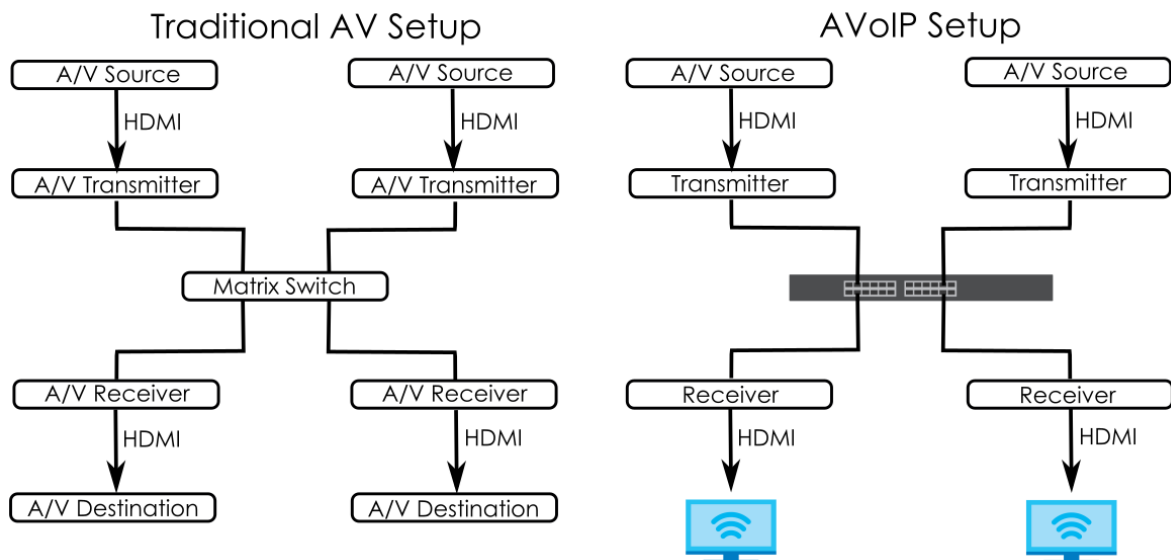 Traditional AV Setup
A/V Source
A/V Source
HDMI
HDMI
A/V Transmitter
A/V Transmitter
Matrix Switch
A/V Receiver
A/V Receiver
HDMI
HDMI
A/V Destination
A/V Destination
AVoIP Setup
A/V Source
A/V Source
HDMI
HDMI
Transmitter
Transmitter
Receiver
Receiver
HDMI
HDMI